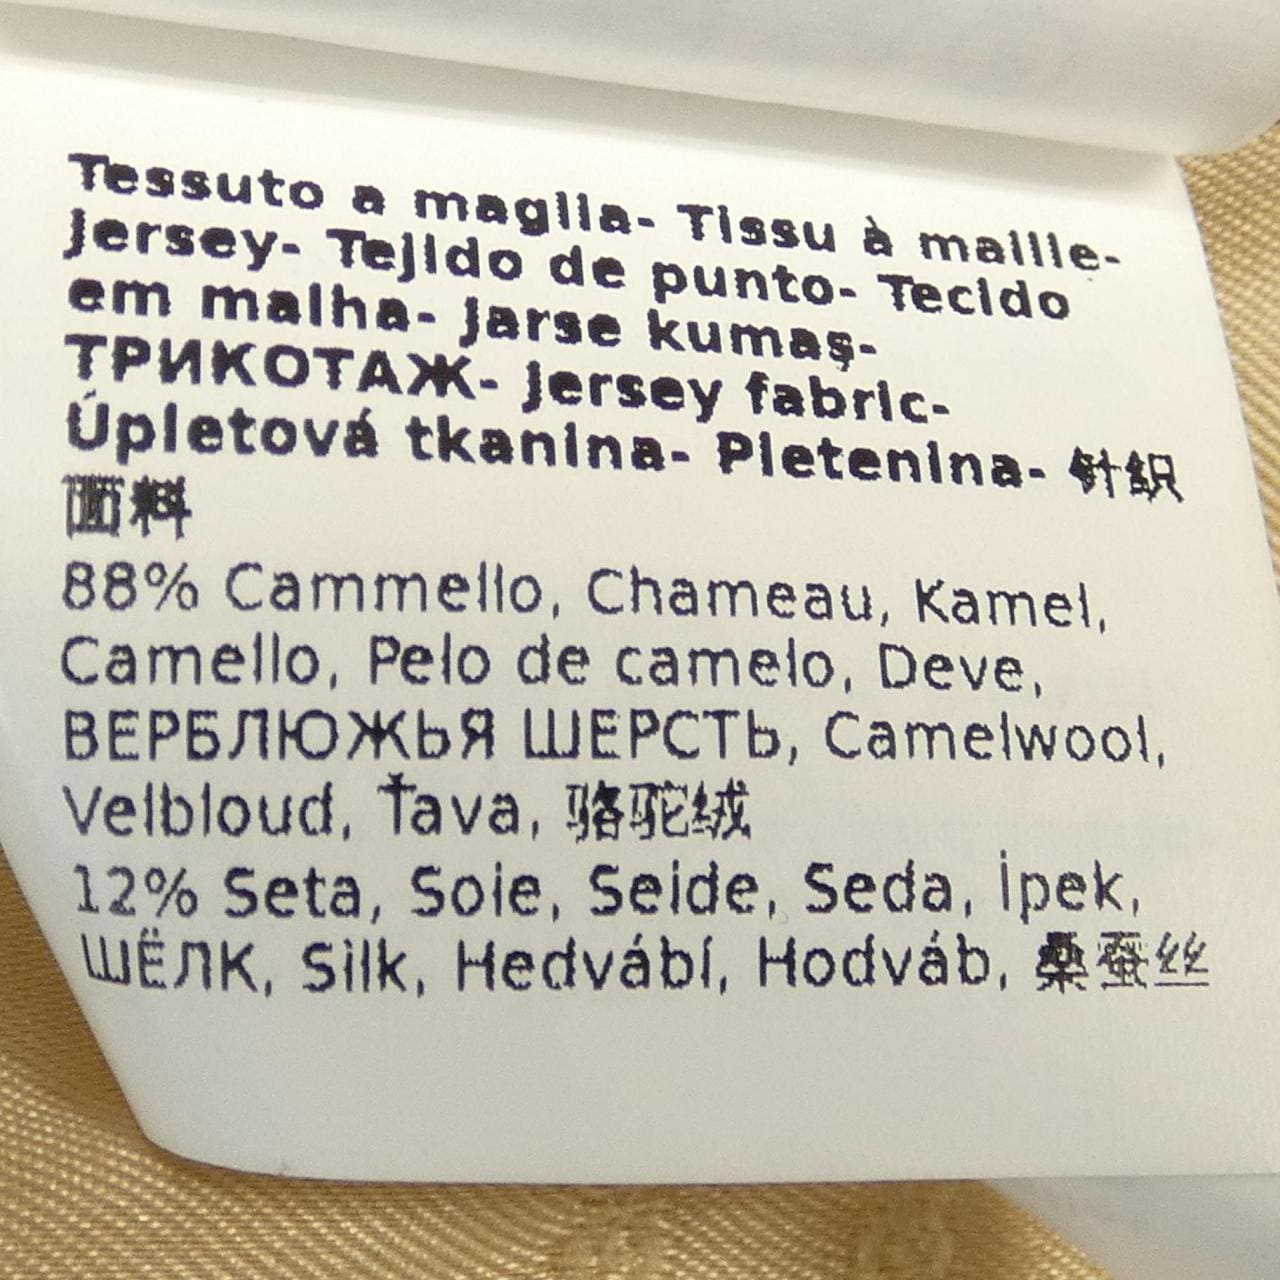 Tessuto a maglia- Tissu à maille-
Jersey- Tejido de punto- Tecido
em malha- Jarse kumaş-
ТРИКОТАЖ- Jersey fabric-
Úpletová tkanina- Pletenina- 针织
面料
88% Cammello, Chameau, Kamel,
Camello, Pelo de camelo, Deve,
ВЕРБЛЮЖЬЯ ШЕРСТЬ, Camelwool,
Velbloud, Ťava, 骆驼绒
12% Seta, Soie, Seide, Seda, İpek,
ШЁЛК, Silk, Hedvábí, Hodváb, 桑蚕丝